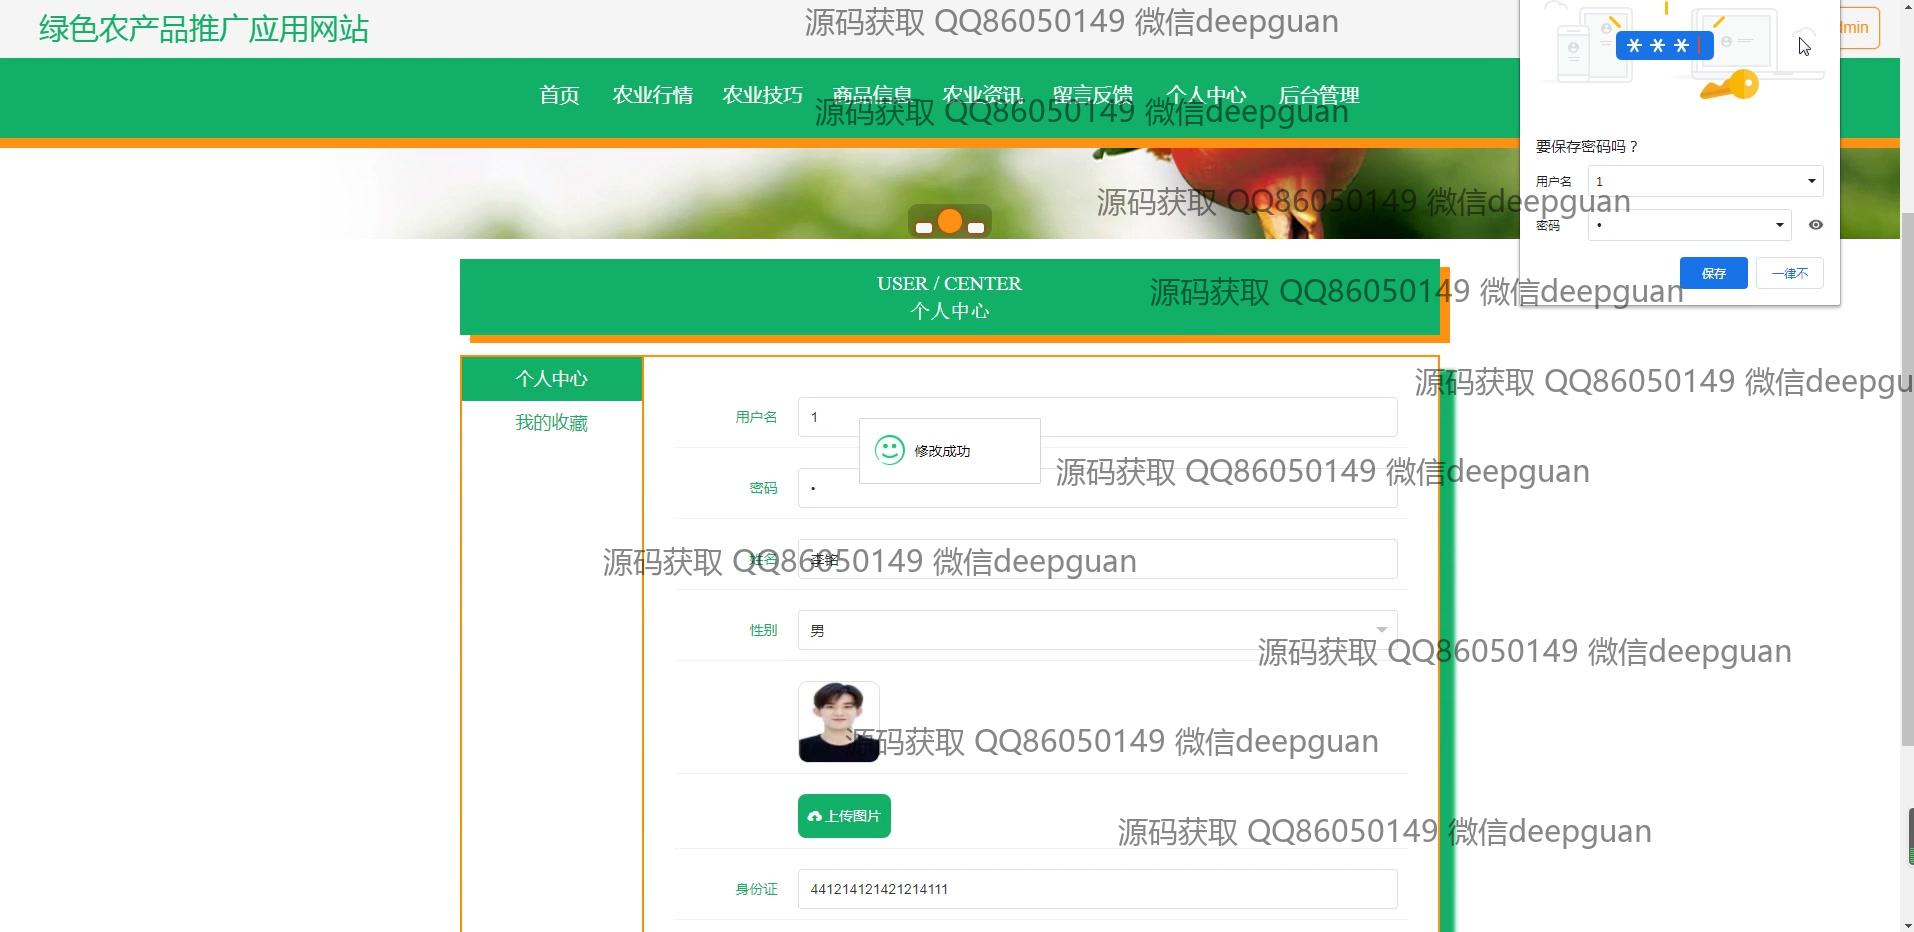 绿色农产品推广应用网站
源码获取 QQ86050149 微信deepguan
dmin
首页 农业行情 农业技巧 商品信息 农业资讯 留言反馈 个人中心 后台管理
源码获取 QQ86050149 微信deepguan
要保存密码吗？
用户名 1
源码获取 QQ86050149 微信deepguan
密码 •
保存 一律不
USER / CENTER
源码获取 QQ86050149 微信deepguan
个人中心
个人中心
源码获取 QQ86050149 微信deepgu
我的收藏
用户名 1
修改成功
源码获取 QQ86050149 微信deepguan
密码 •
姓名
源码获取 QQ86050149 微信deepguan
性别 男
源码获取 QQ86050149 微信deepguan
源码获取 QQ86050149 微信deepguan
上传图片
源码获取 QQ86050149 微信deepguan
身份证 441214121421214111